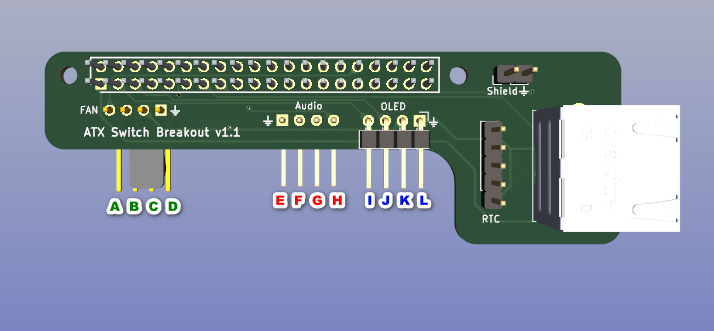 Shield
FAN
Audio
OLED
ATX Switch Breakout v1.1
RTC
A B C D
E F G H
I J K L